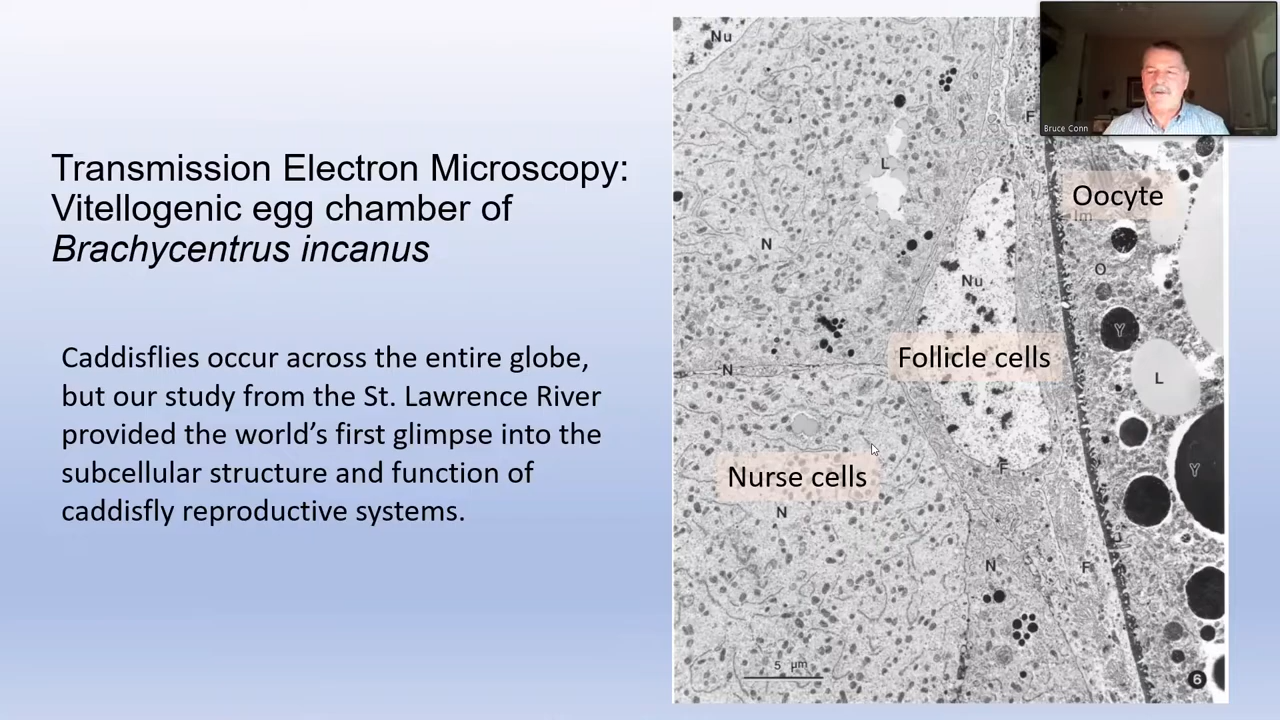 Transmission Electron Microscopy:
Vitellogenic egg chamber of
Brachycentrus incanus
Caddisflies occur across the entire globe,
but our study from the St. Lawrence River
provided the world’s first glimpse into the
subcellular structure and function of
caddisfly reproductive systems.
Nu
F
Bruce Conn
L
Oocyte
Im
N
O
Nu
Y
Follicle cells
N
L
F
Y
Nurse cells
N
N
F
5 µm
6